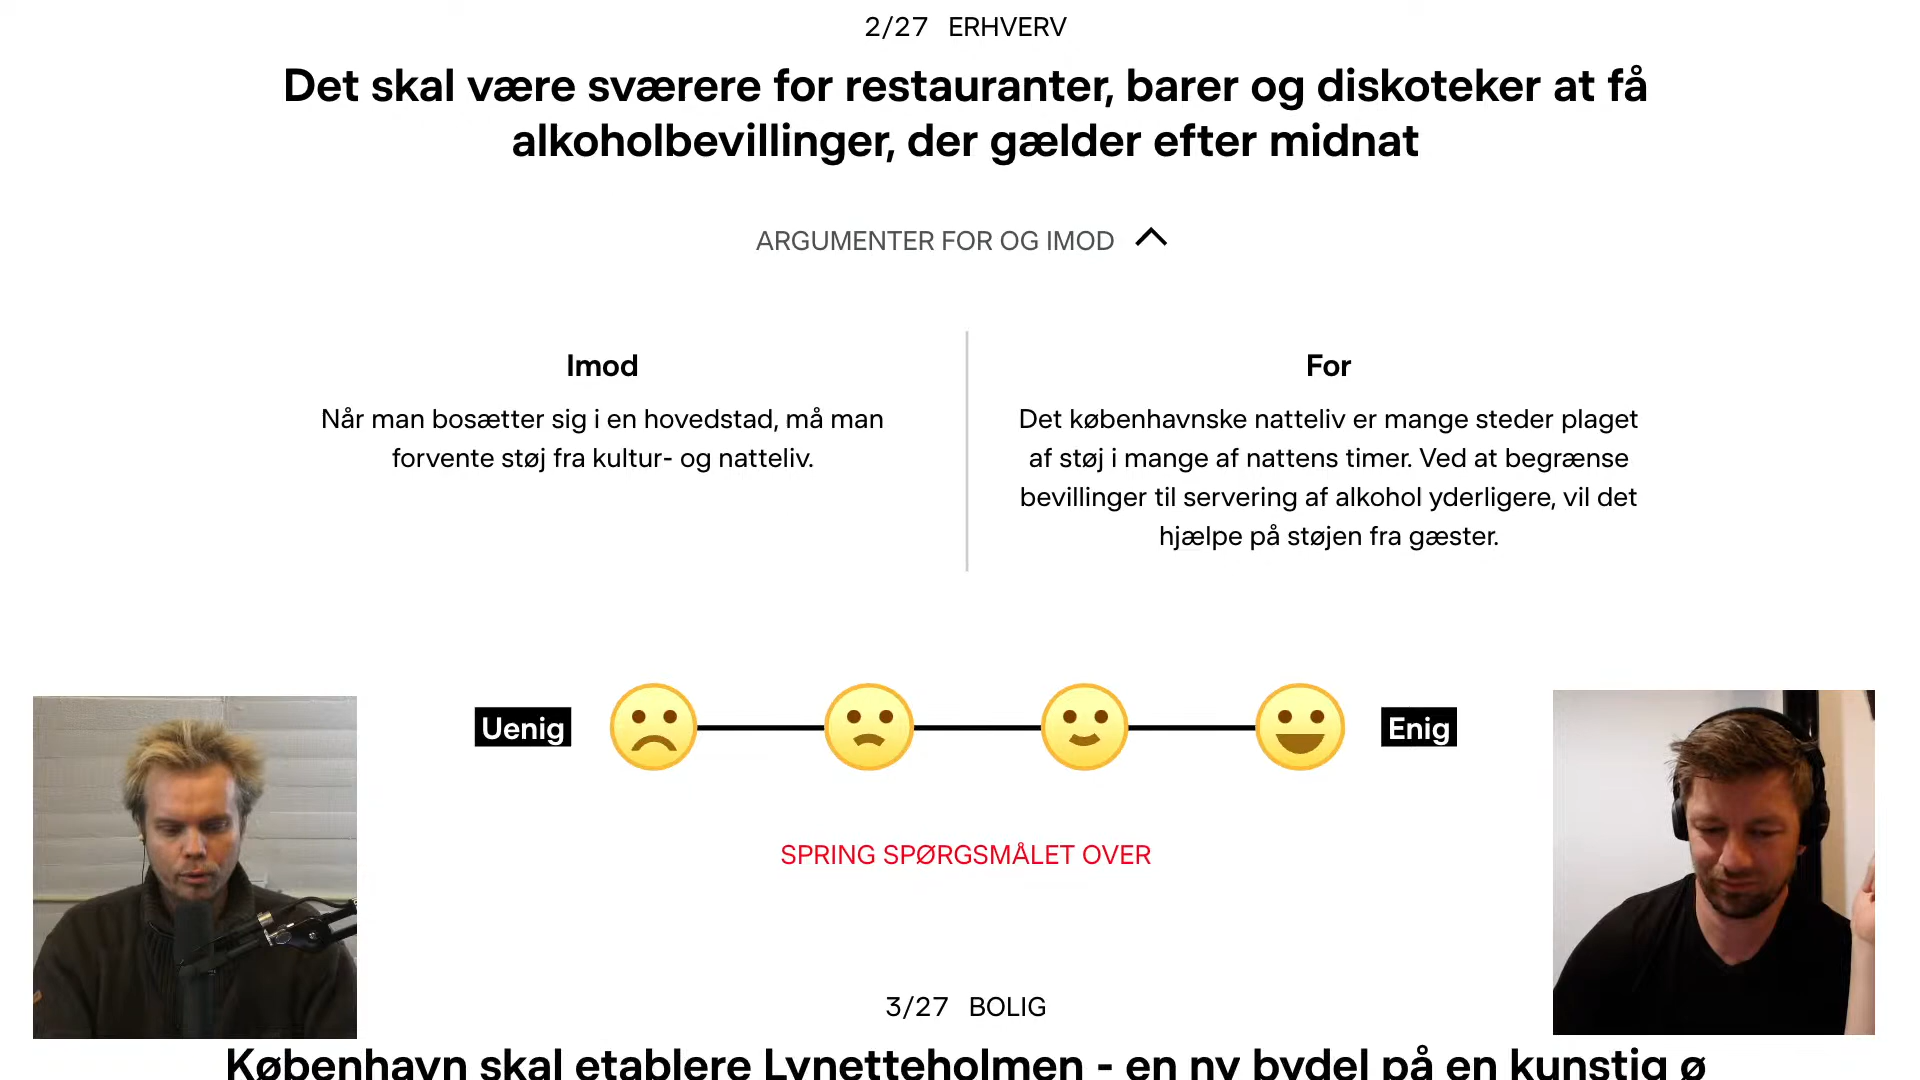 2/27 ERHVERV
Det skal være sværere for restauranter, barer og diskoteker at få
alkoholbevillinger, der gælder efter midnat
ARGUMENTER FOR OG IMOD
Imod
Når man bosætter sig i en hovedstad, må man
forvente støj fra kultur- og natteliv.
For
Det københavnske natteliv er mange steder plaget
af støj i mange af nattens timer. Ved at begrænse
bevillinger til servering af alkohol yderligere, vil det
hjælpe på støjen fra gæster.
Uenig
Enig
SPRING SPØRGSMÅLET OVER
3/27 BOLIG
København skal etablere Lynetteholmen - en ny bydel på en kunstig ø